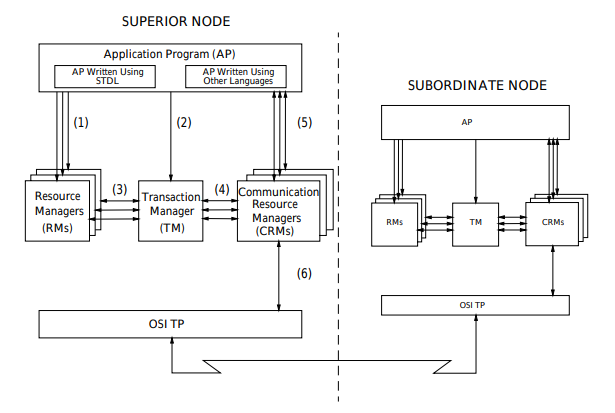 SUPERIOR NODE
Application Program (AP)
AP Written Using
STDL
AP Written Using
Other Languages
(1)
(2)
(5)
Resource
Managers
(RMs)
(3)
Transaction
Manager
(TM)
(4)
Communication
Resource
Managers
(CRMs)
(6)
OSI TP
SUBORDINATE NODE
AP
RMs
TM
CRMs
OSI TP